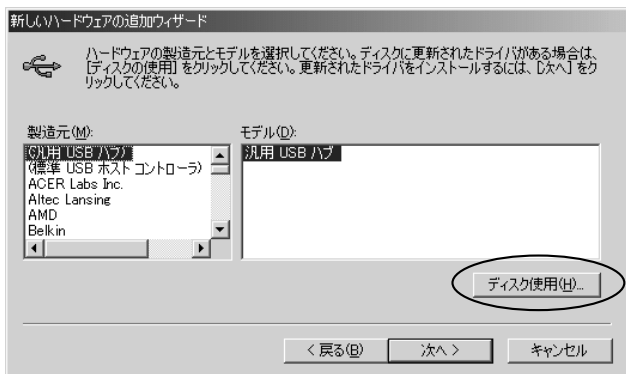 新しいハードウェアの追加ウィザード
ハードウェアの製造元とモデルを選択してください。ディスクに更新されたドライバがある場合は、
[ディスクの使用] をクリックしてください。更新されたドライバをインストールするには、[次へ] をク
リックしてください。
製造元(M):
モデル(D):
(汎用 USB ハブ)
(標準 USB ホスト コントローラ)
ACER Labs Inc.
Altec Lansing
AMD
Belkin
汎用 USB ハブ
ディスク使用(H)...
< 戻る(B)
次へ >
キャンセル